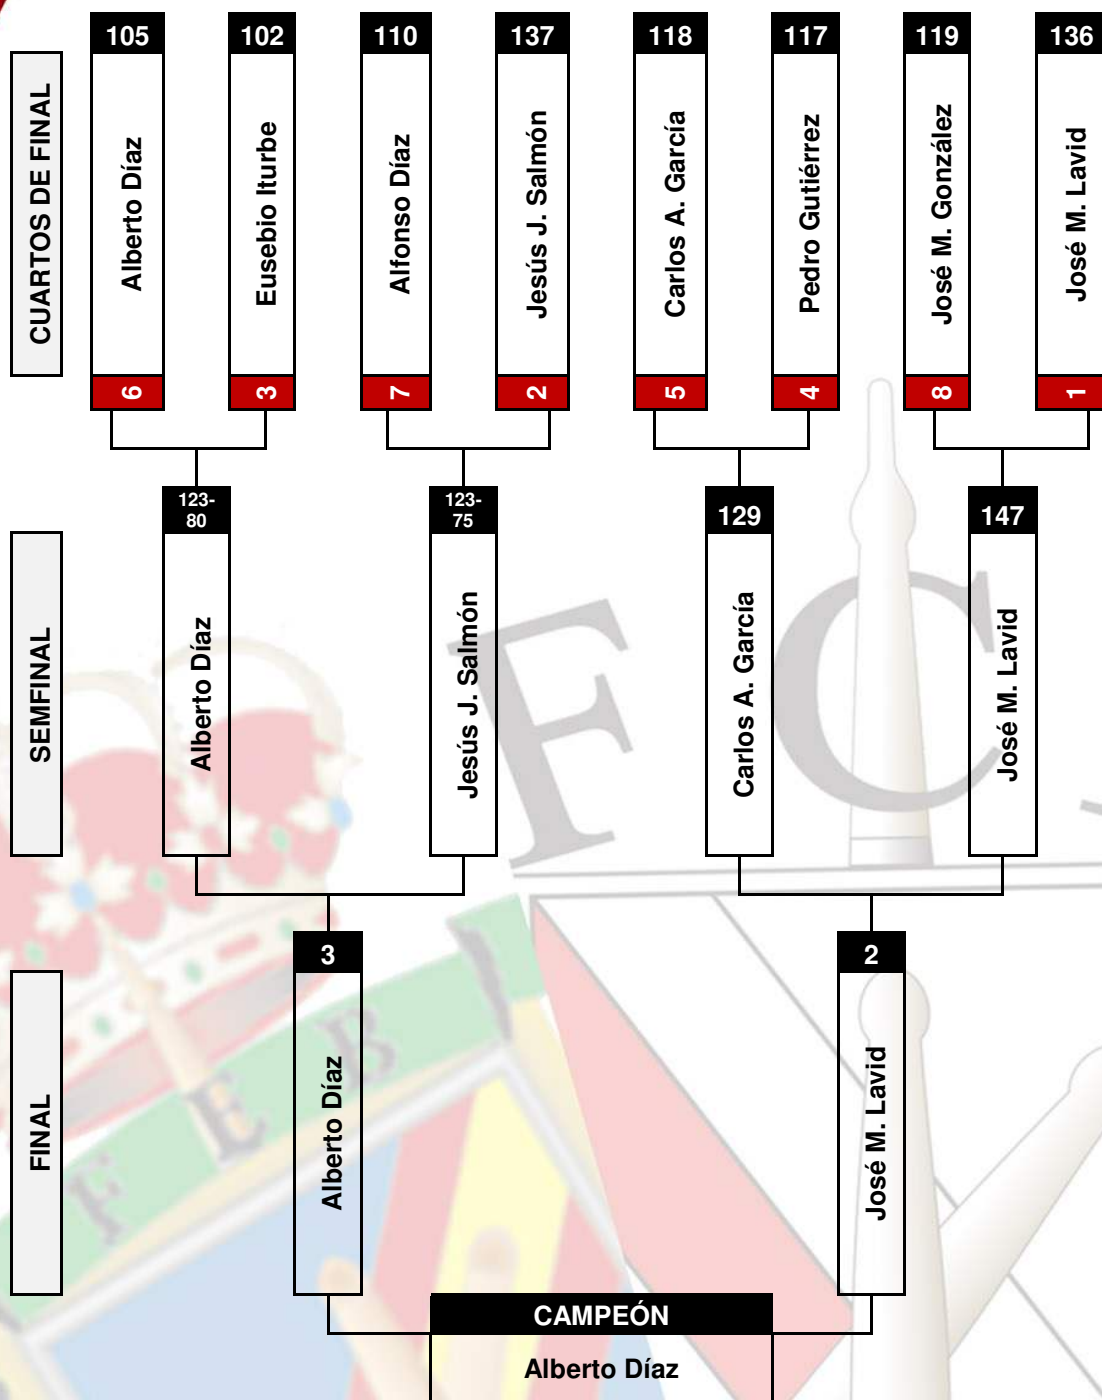 105 102 110 137 118 117 119 136
CUARTOS DE FINAL
Alberto Díaz
Eusebio Iturbe
Alfonso Díaz
Jesús J. Salmón
Carlos A. García
Pedro Gutiérrez
José M. González
José M. Lavid
6 3 7 2 5 4 8 1
123-
80
123-
75
129
147
SEMFINAL
Alberto Díaz
Jesús J. Salmón
Carlos A. García
José M. Lavid
F C
3
2
FINAL
Alberto Díaz
José M. Lavid
F E B
CAMPEÓN
Alberto Díaz